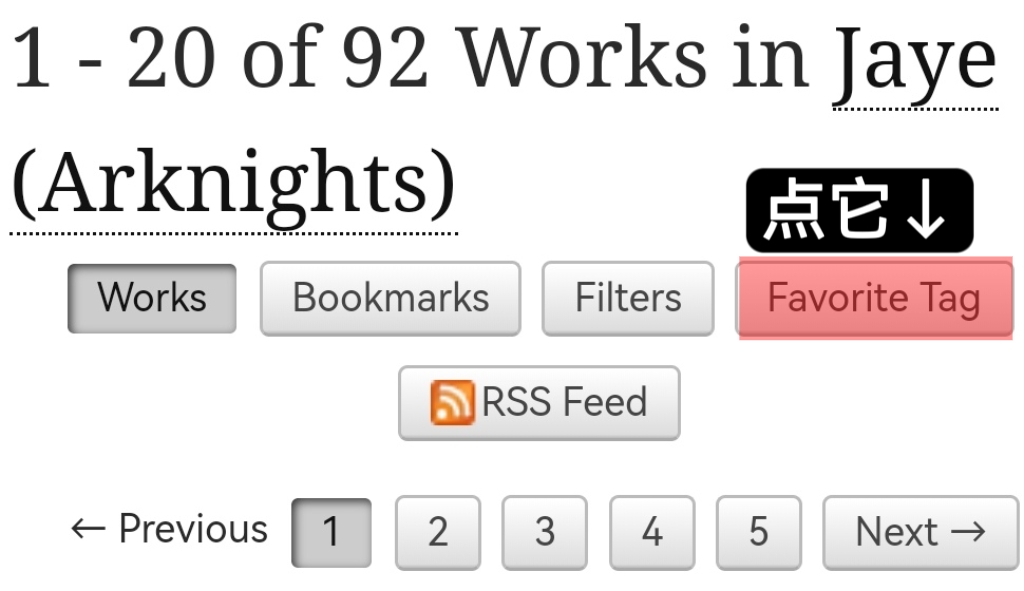 1 - 20 of 92 Works in Jaye
(Arknights)
点它↓
Works Bookmarks Filters Favorite Tag
RSS Feed
← Previous 1 2 3 4 5 Next →